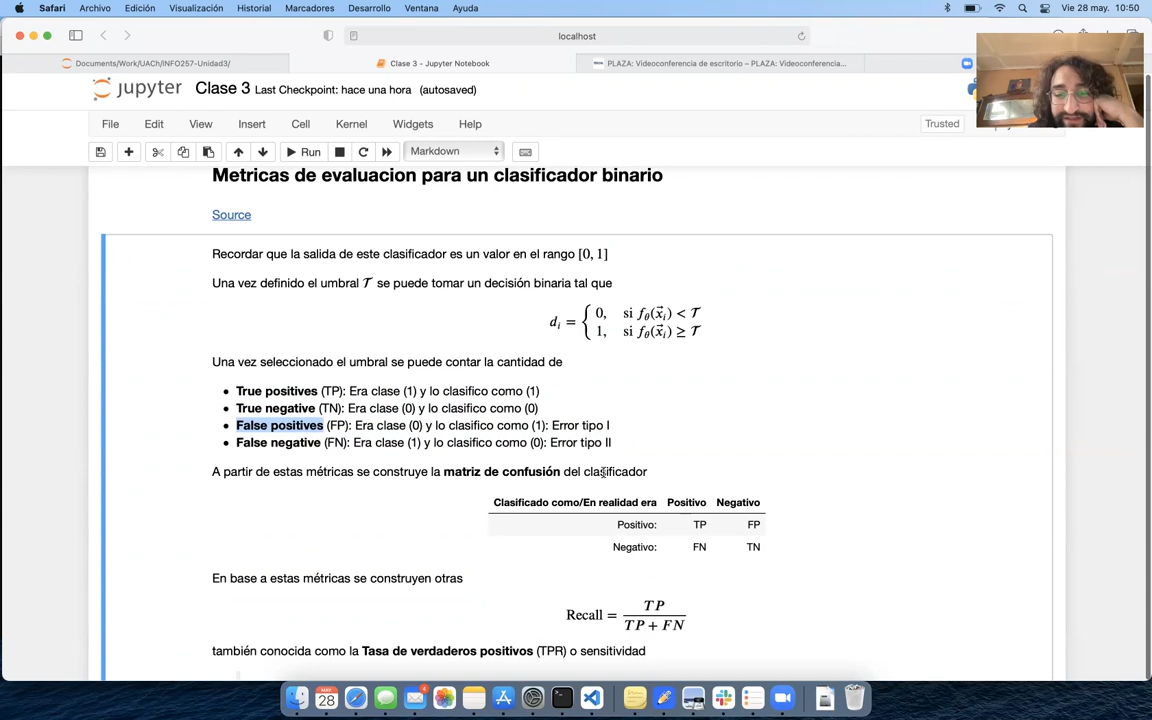 Safari Archivo Edición Visualización Historial Marcadores Desarrollo Ventana Ayuda Vie 28 may. 10:50
localhost
Documents/Work/UACh/INFO257-Unidad3/ Clase 3 - Jupyter Notebook PLAZA: Videoconferencia de escritorio – PLAZA: Videoconferencia...
jupyter Clase 3 Last Checkpoint: hace una hora (autosaved)
File Edit View Insert Cell Kernel Widgets Help Trusted
Run Markdown
Metricas de evaluacion para un clasificador binario
Source
Recordar que la salida de este clasificador es un valor en el rango [0, 1]
Una vez definido el umbral 𝒯 se puede tomar un decisión binaria tal que
d_i = { 0, si f_θ(x⃗_i) < 𝒯
1, si f_θ(x⃗_i) ≥ 𝒯
Una vez seleccionado el umbral se puede contar la cantidad de
• True positives (TP): Era clase (1) y lo clasifico como (1)
• True negative (TN): Era clase (0) y lo clasifico como (0)
• False positives (FP): Era clase (0) y lo clasifico como (1): Error tipo I
• False negative (FN): Era clase (1) y lo clasifico como (0): Error tipo II
A partir de estas métricas se construye la matriz de confusión del clasificador
Clasificado como/En realidad era Positivo Negativo
Positivo: TP FP
Negativo: FN TN
En base a estas métricas se construyen otras
Recall = TP / (TP + FN)
también conocida como la Tasa de verdaderos positivos (TPR) o sensitividad
MAY.
28
4